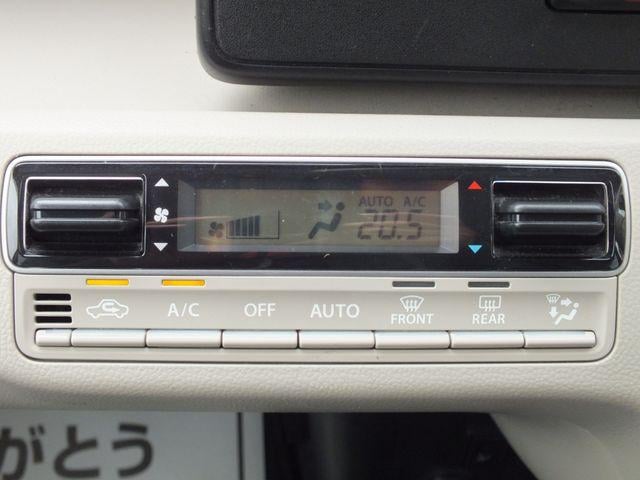 AUTO A/C
20.5
A/C OFF AUTO FRONT REAR
がとう